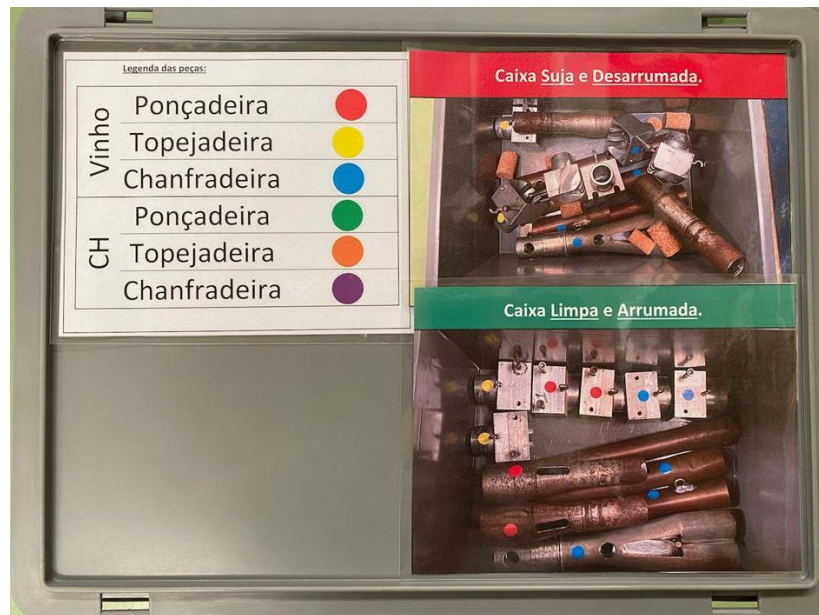 Legenda das peças:
Vinho
Ponçadeira
Topejadeira
Chanfradeira
CH
Ponçadeira
Topejadeira
Chanfradeira
Caixa Suja e Desarrumada.
Caixa Limpa e Arrumada.